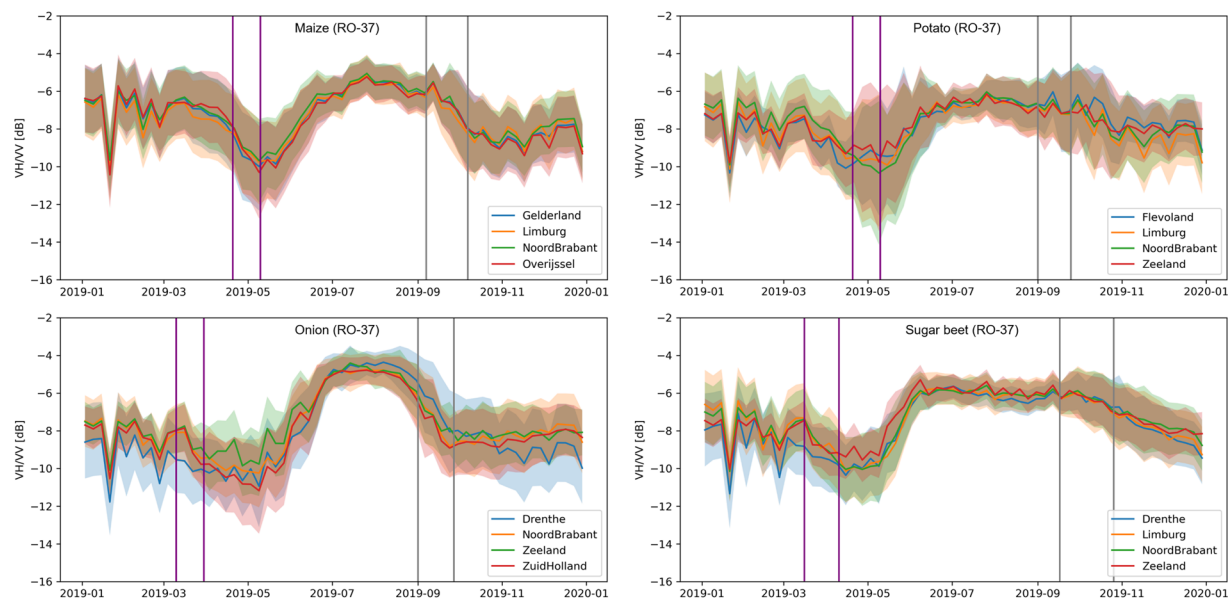 Maize (RO-37)
VH/VV [dB]
−2
−4
−6
−8
−10
−12
−14
−16
2019-01
2019-03
2019-05
2019-07
2019-09
2019-11
2020-01
Gelderland
Limburg
NoordBrabant
Overijssel
Potato (RO-37)
VH/VV [dB]
−2
−4
−6
−8
−10
−12
−14
−16
2019-01
2019-03
2019-05
2019-07
2019-09
2019-11
2020-01
Flevoland
Limburg
NoordBrabant
Zeeland
Onion (RO-37)
VH/VV [dB]
−2
−4
−6
−8
−10
−12
−14
−16
2019-01
2019-03
2019-05
2019-07
2019-09
2019-11
2020-01
Drenthe
NoordBrabant
Zeeland
ZuidHolland
Sugar beet (RO-37)
VH/VV [dB]
−2
−4
−6
−8
−10
−12
−14
−16
2019-01
2019-03
2019-05
2019-07
2019-09
2019-11
2020-01
Drenthe
Limburg
NoordBrabant
Zeeland